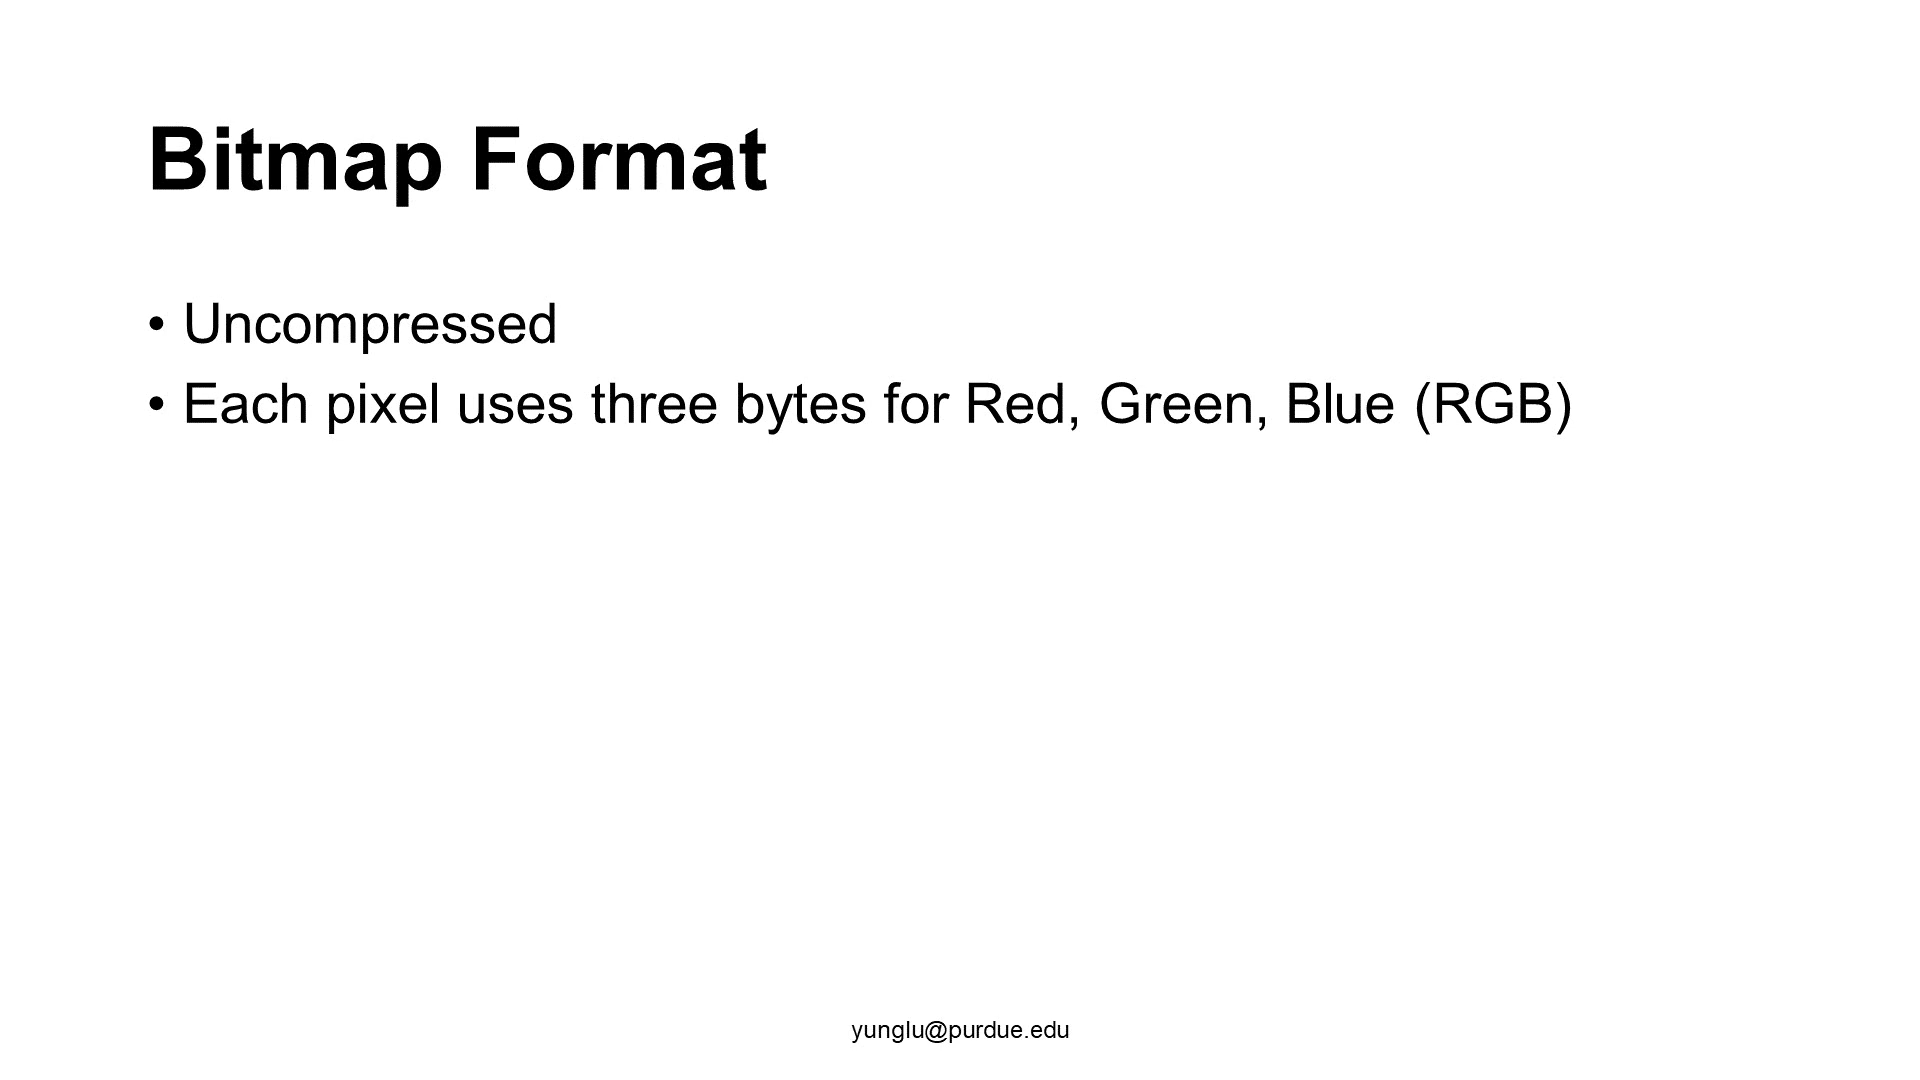 Bitmap Format
• Uncompressed
• Each pixel uses three bytes for Red, Green, Blue (RGB)
yunglu@purdue.edu